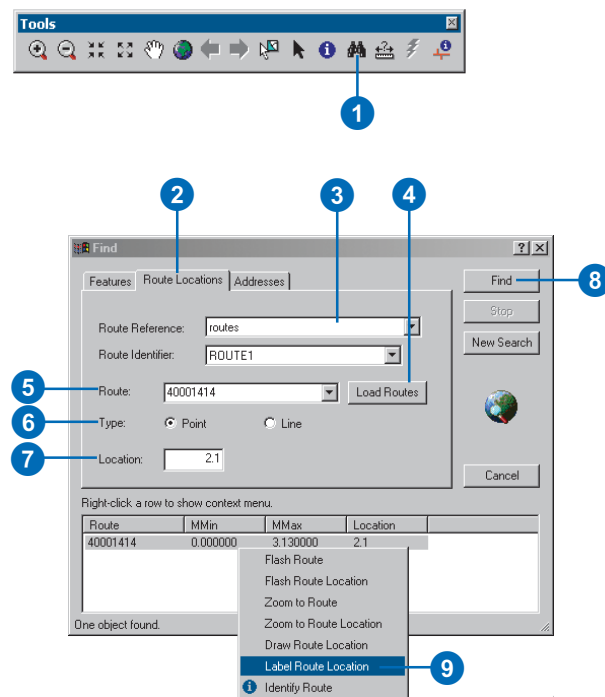 Tools
1
2
3
4
Find
Features Route Locations Addresses
Find
8
Stop
Route Reference: routes
New Search
Route Identifier: ROUTE1
5
Route: 40001414 Load Routes
6
Type: Point Line
7
Location: 2.1
Cancel
Right-click a row to show context menu.
Route MMin MMax Location
40001414 0.000000 3.130000 2.1
Flash Route
Flash Route Location
Zoom to Route
Zoom to Route Location
One object found.
Draw Route Location
Label Route Location
9
Identify Route